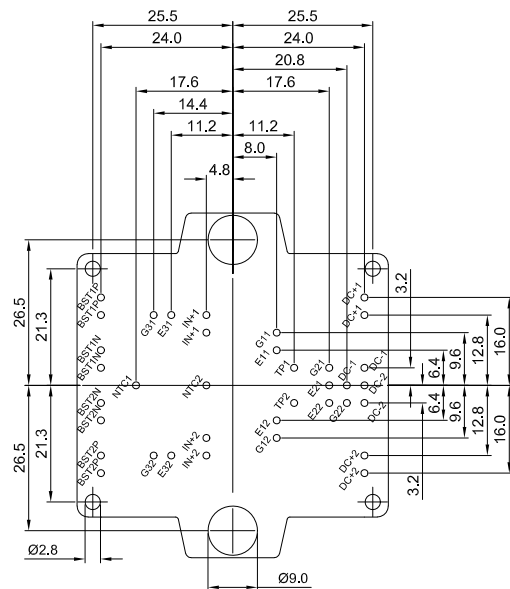 25.5 25.5
24.0 24.0
20.8
17.6 17.6
14.4
11.2 11.2
8.0
4.8
3.2
26.5
21.3
BST1P
BST1P
G31
E31
IN+1
IN+1
DC+1
DC+1
G11
E11
BST1N
BST1NO
TP1
G21
DC-1
DC-1
NTC1
NTC2
E21
DC-2
BST2N
BST2NO
TP2
E22
G22
DC-2
E12
G12
IN+2
IN+2
G32
E32
BST2P
BST2P
DC+2
DC+2
6.4
9.6
12.8
16.0
6.4
9.6
12.8
16.0
3.2
21.3
26.5
Ø2.8
Ø9.0